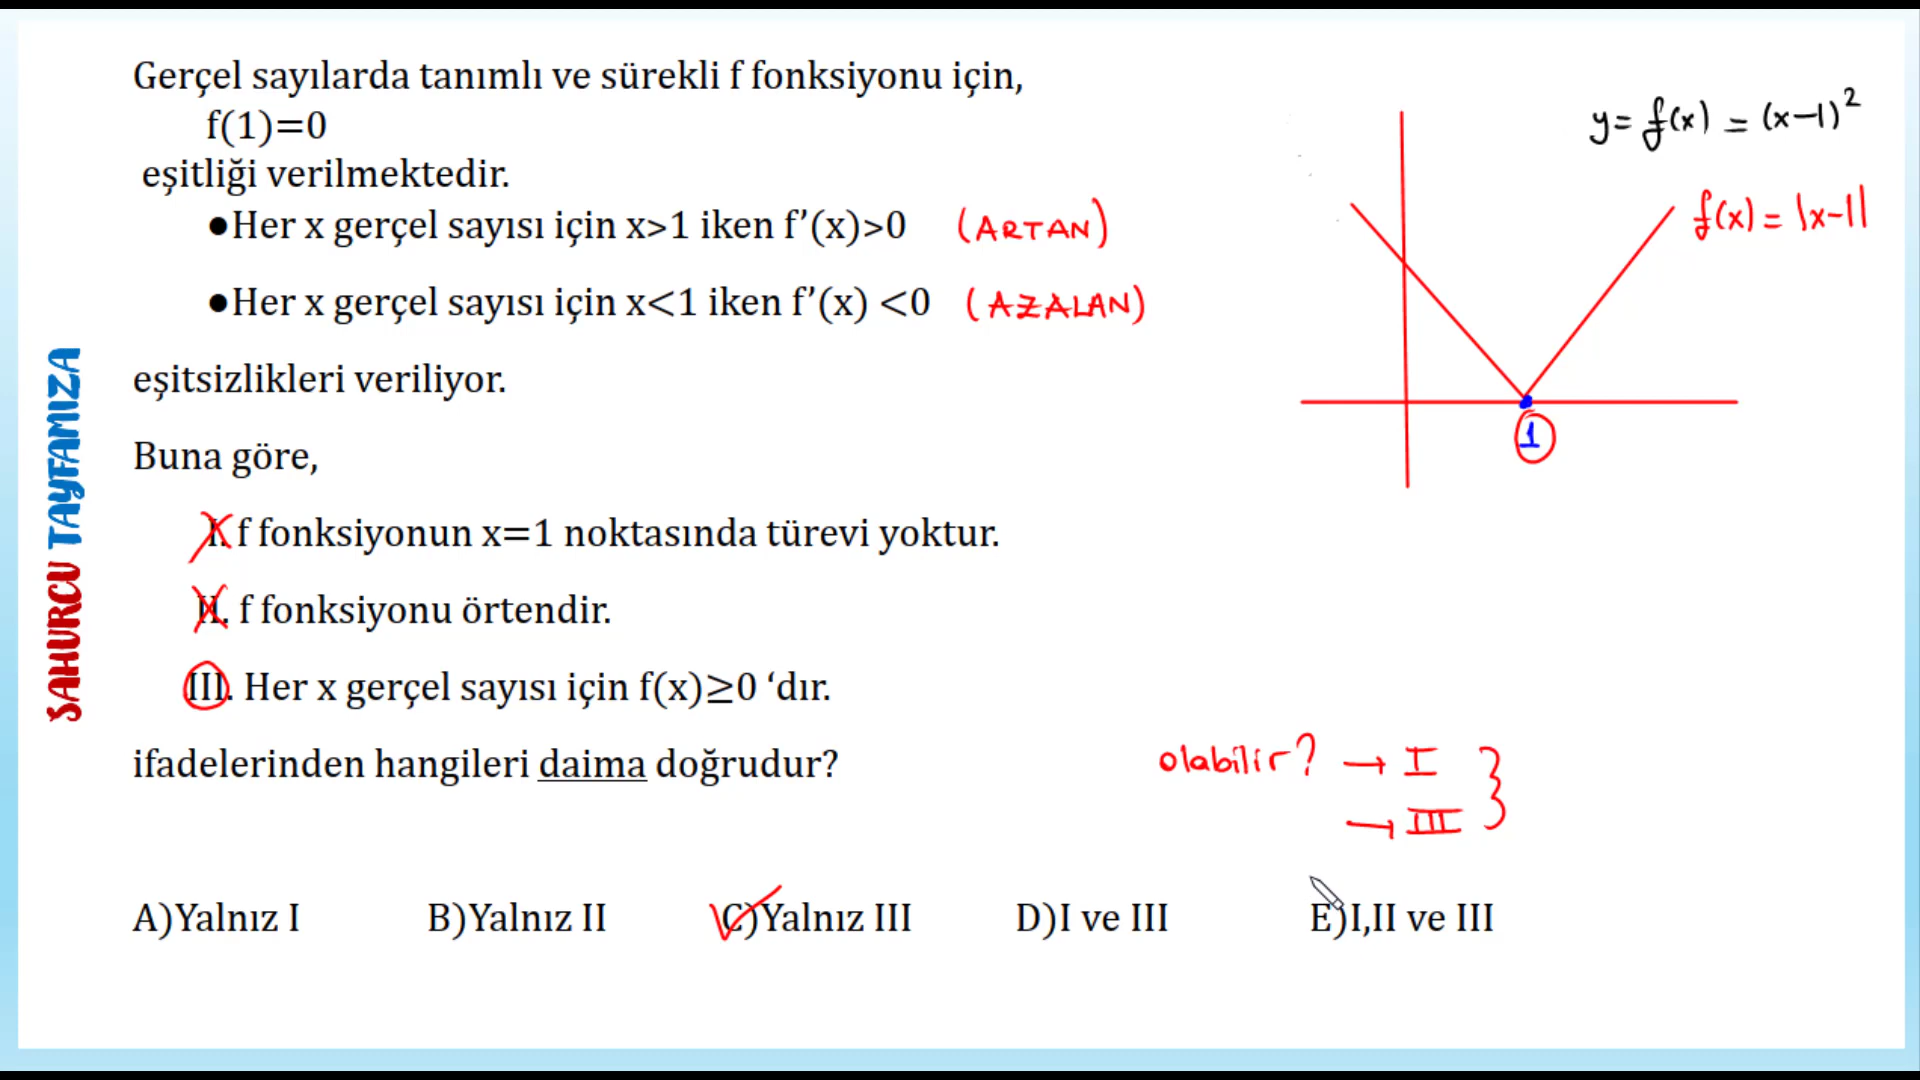 Gerçel sayılarda tanımlı ve sürekli f fonksiyonu için,
f(1)=0
eşitliği verilmektedir.
●Her x gerçel sayısı için x>1 iken f’(x)>0 (ARTAN)
●Her x gerçel sayısı için x<1 iken f’(x) <0 (AZALAN)
eşitsizlikleri veriliyor.
Buna göre,
I. f fonksiyonun x=1 noktasında türevi yoktur.
II. f fonksiyonu örtendir.
III. Her x gerçel sayısı için f(x)≥0 ‘dır.
ifadelerinden hangileri daima doğrudur?
A)Yalnız I B)Yalnız II C)Yalnız III D)I ve III E)I,II ve III
y= f(x) = (x-1)²
f(x) = |x-1|
1
olabilir? → I }
→ III
SAHURCU TAYFAMIZA